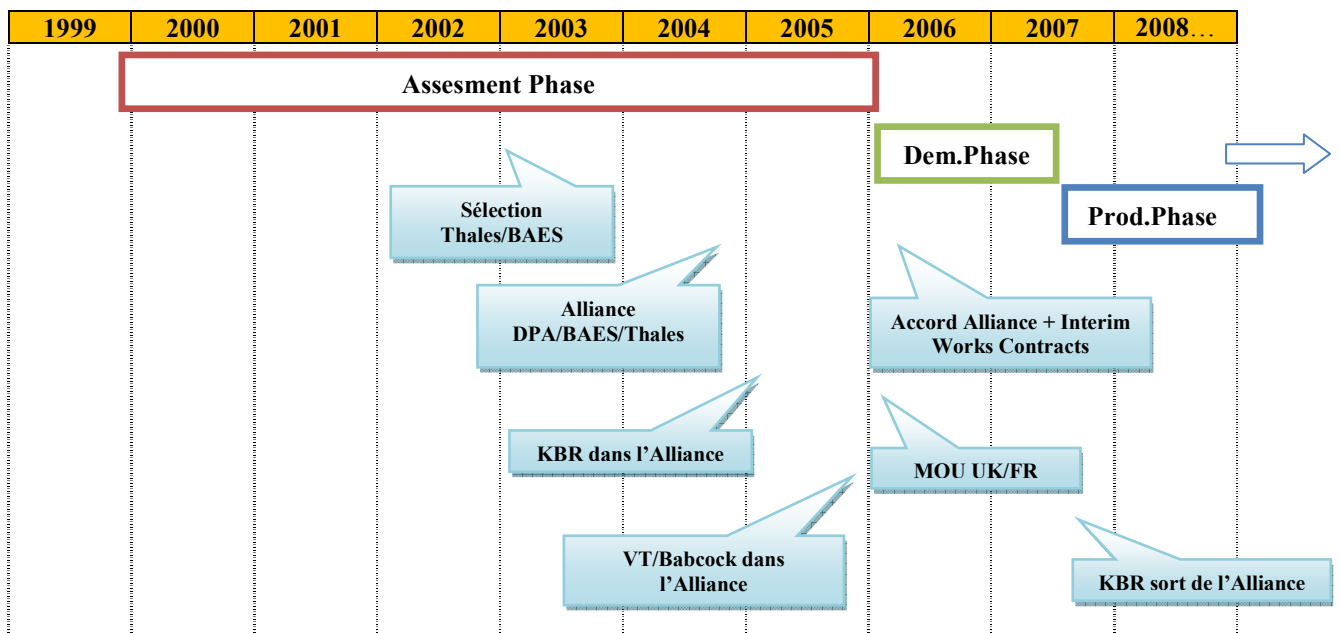 1999 2000 2001 2002 2003 2004 2005 2006 2007 2008…
Assesment Phase
Dem.Phase
Prod.Phase
Sélection
Thales/BAES
Alliance
DPA/BAES/Thales
Accord Alliance + Interim
Works Contracts
KBR dans l’Alliance
MOU UK/FR
VT/Babcock dans
l’Alliance
KBR sort de l’Alliance